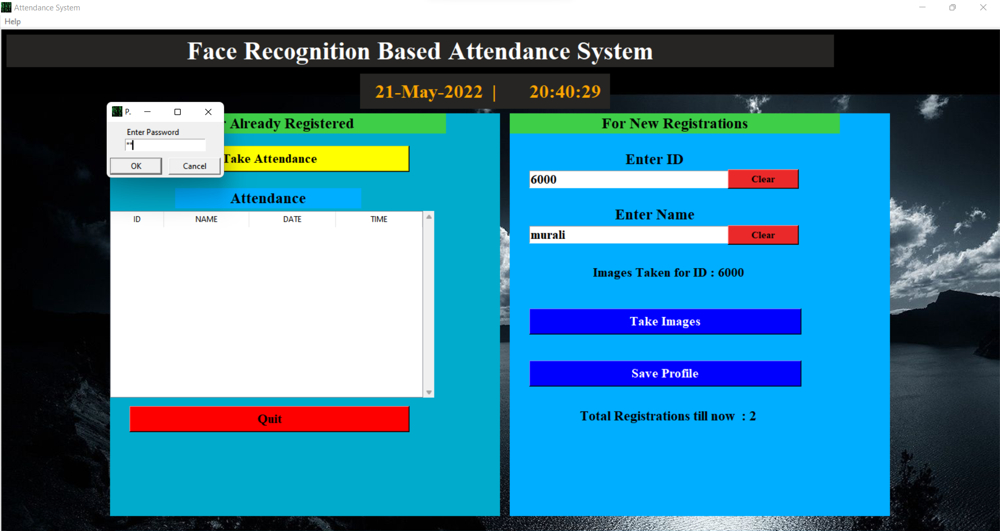 Attendance System
Help
Face Recognition Based Attendance System
21-May-2022 | 20:40:29
P.
Enter Password
**
OK Cancel
Already Registered
Take Attendance
Attendance
ID NAME DATE TIME
Quit
For New Registrations
Enter ID
6000 Clear
Enter Name
murali Clear
Images Taken for ID : 6000
Take Images
Save Profile
Total Registrations till now : 2